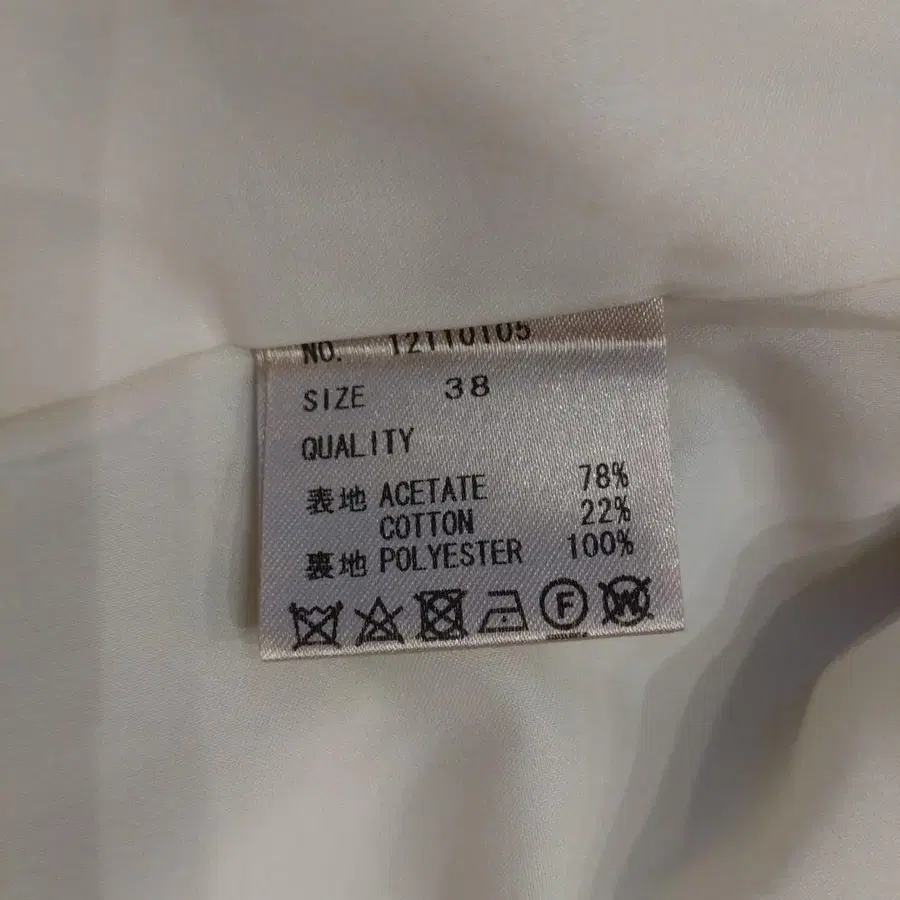 NO. 12110105
SIZE 38
QUALITY
表地 ACETATE 78%
COTTON 22%
裏地 POLYESTER 100%
F W